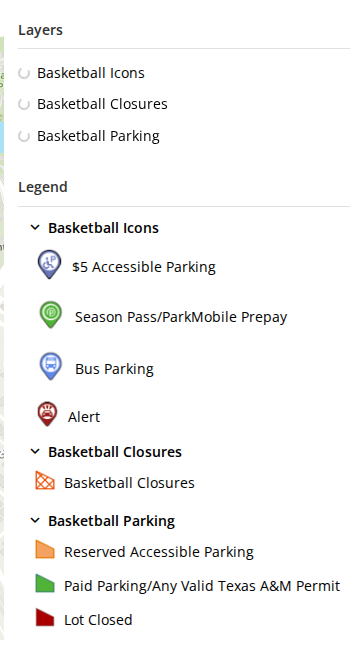 Layers
Basketball Icons
Basketball Closures
Basketball Parking
Legend
Basketball Icons
$5 Accessible Parking
Season Pass/ParkMobile Prepay
Bus Parking
Alert
Basketball Closures
Basketball Closures
Basketball Parking
Reserved Accessible Parking
Paid Parking/Any Valid Texas A&M Permit
Lot Closed